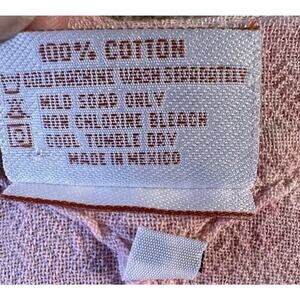 100% COTTON
COLD MACHINE WASH SEPARATELY
MILD SOAP ONLY
NON CHLORINE BLEACH
COOL TUMBLE DRY
MADE IN MEXICO